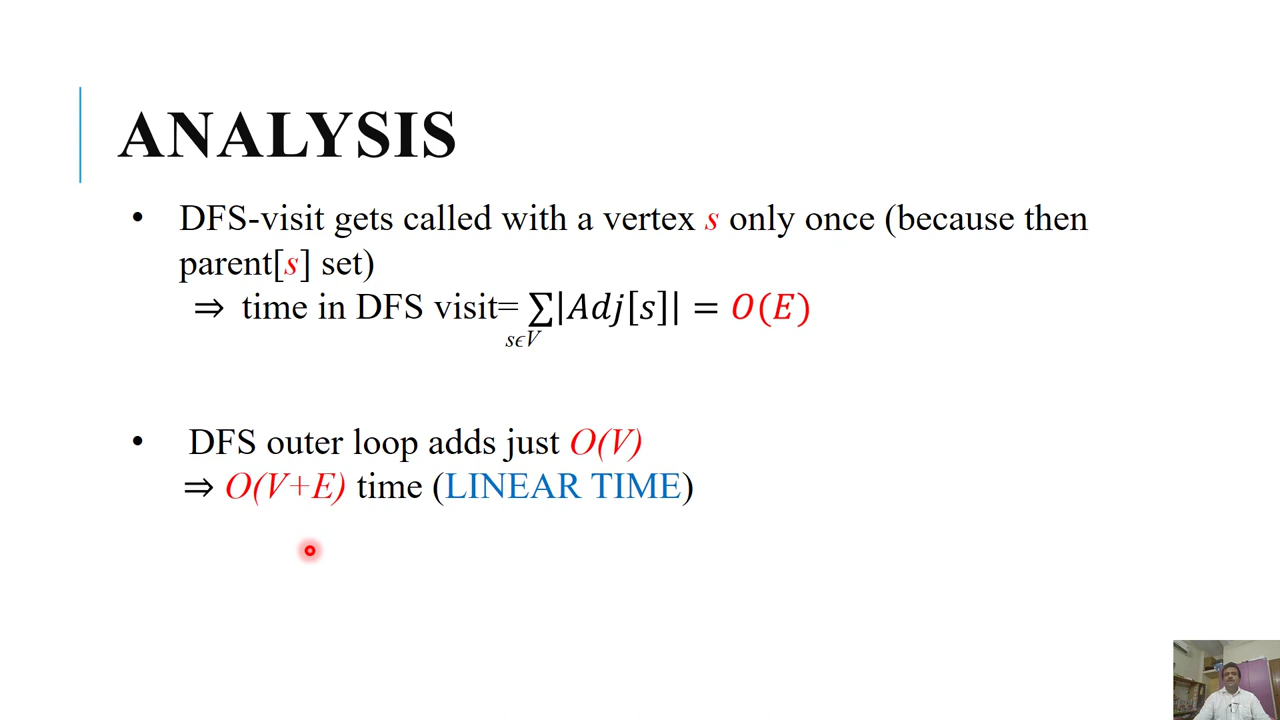 ANALYSIS
• DFS-visit gets called with a vertex s only once (because then
parent[s] set)
⇒ time in DFS visit= ∑|Adj[s]| = O(E)
sϵV
• DFS outer loop adds just O(V)
⇒ O(V+E) time (LINEAR TIME)